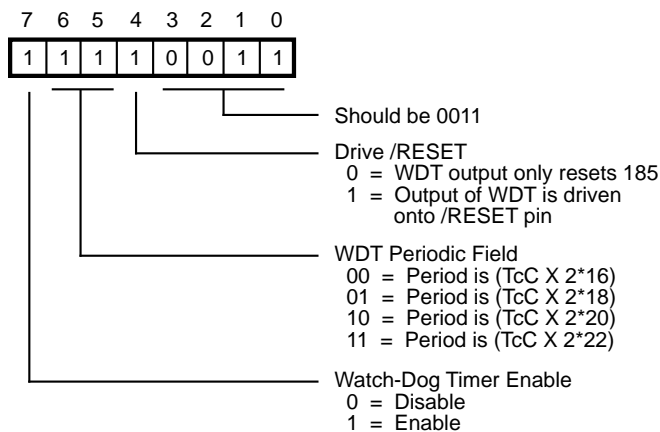 7 6 5 4 3 2 1 0
1 1 1 1 0 0 1 1
Should be 0011
Drive /RESET
0 = WDT output only resets 185
1 = Output of WDT is driven
onto /RESET pin
WDT Periodic Field
00 = Period is (TcC X 2*16)
01 = Period is (TcC X 2*18)
10 = Period is (TcC X 2*20)
11 = Period is (TcC X 2*22)
Watch-Dog Timer Enable
0 = Disable
1 = Enable